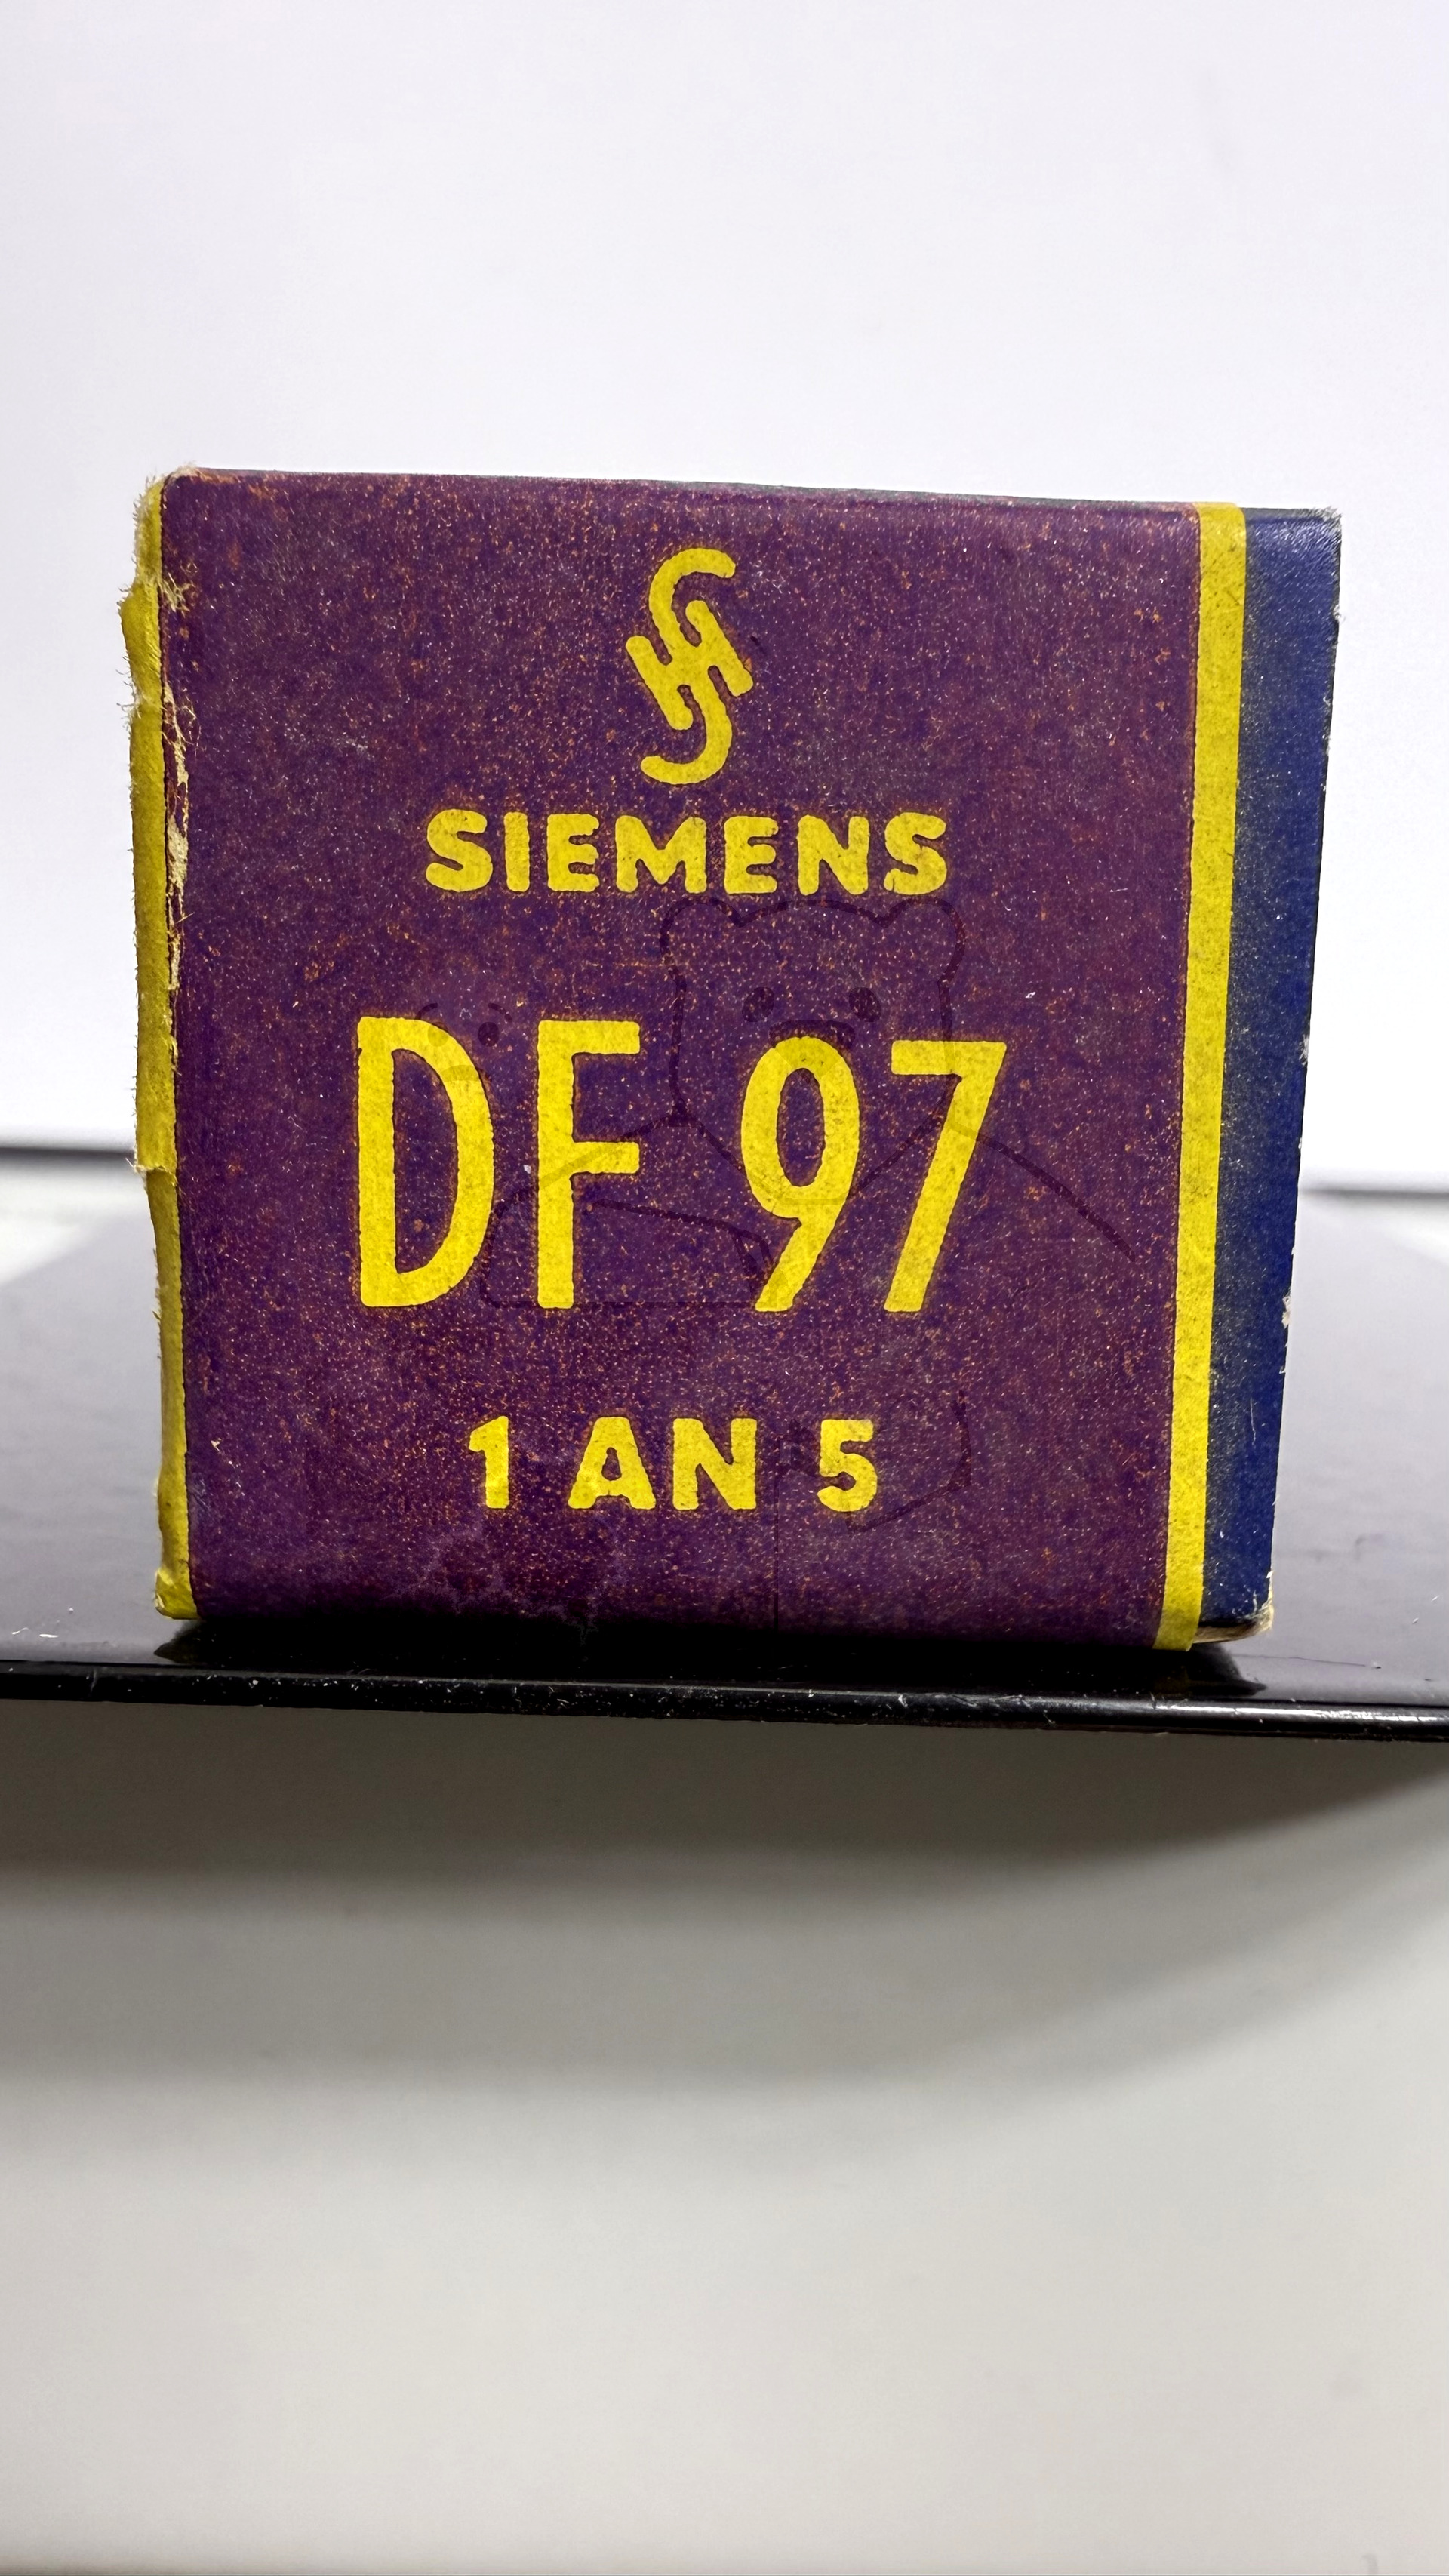 SIEMENS
DF 97
1 AN 5